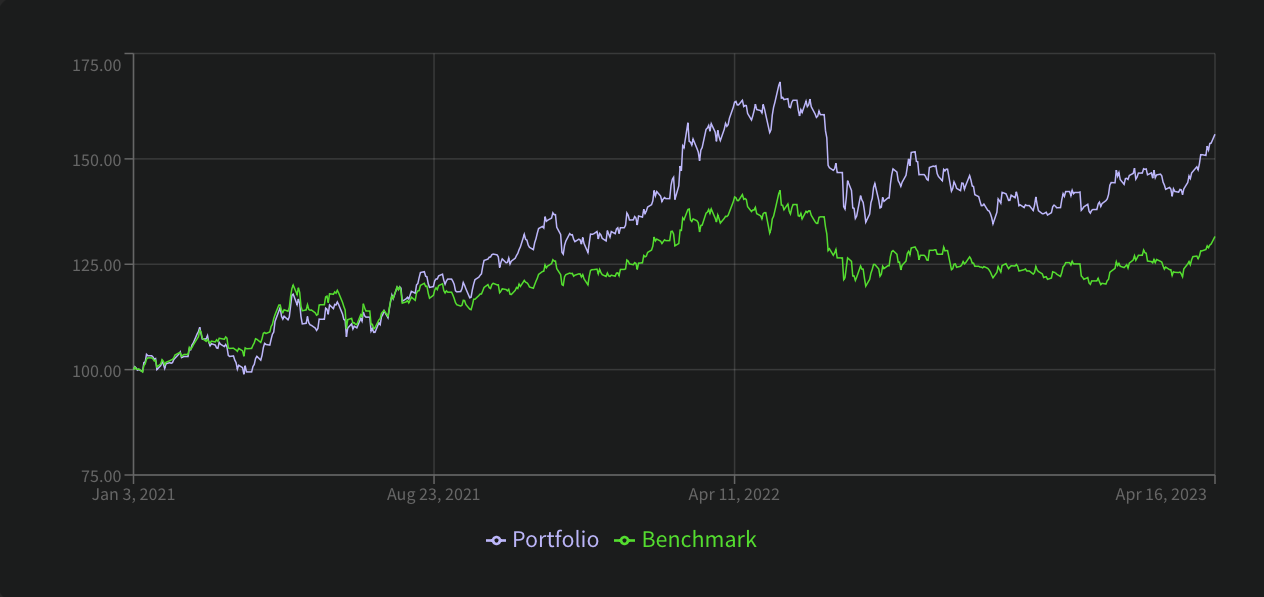 175.00
150.00
125.00
100.00
75.00
Jan 3, 2021 Aug 23, 2021 Apr 11, 2022 Apr 16, 2023
Portfolio Benchmark